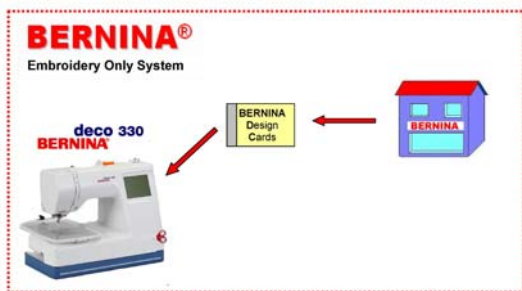 BERNINA®
Embroidery Only System
deco 330
BERNINA
BERNINA
Design
Cards
BERNINA